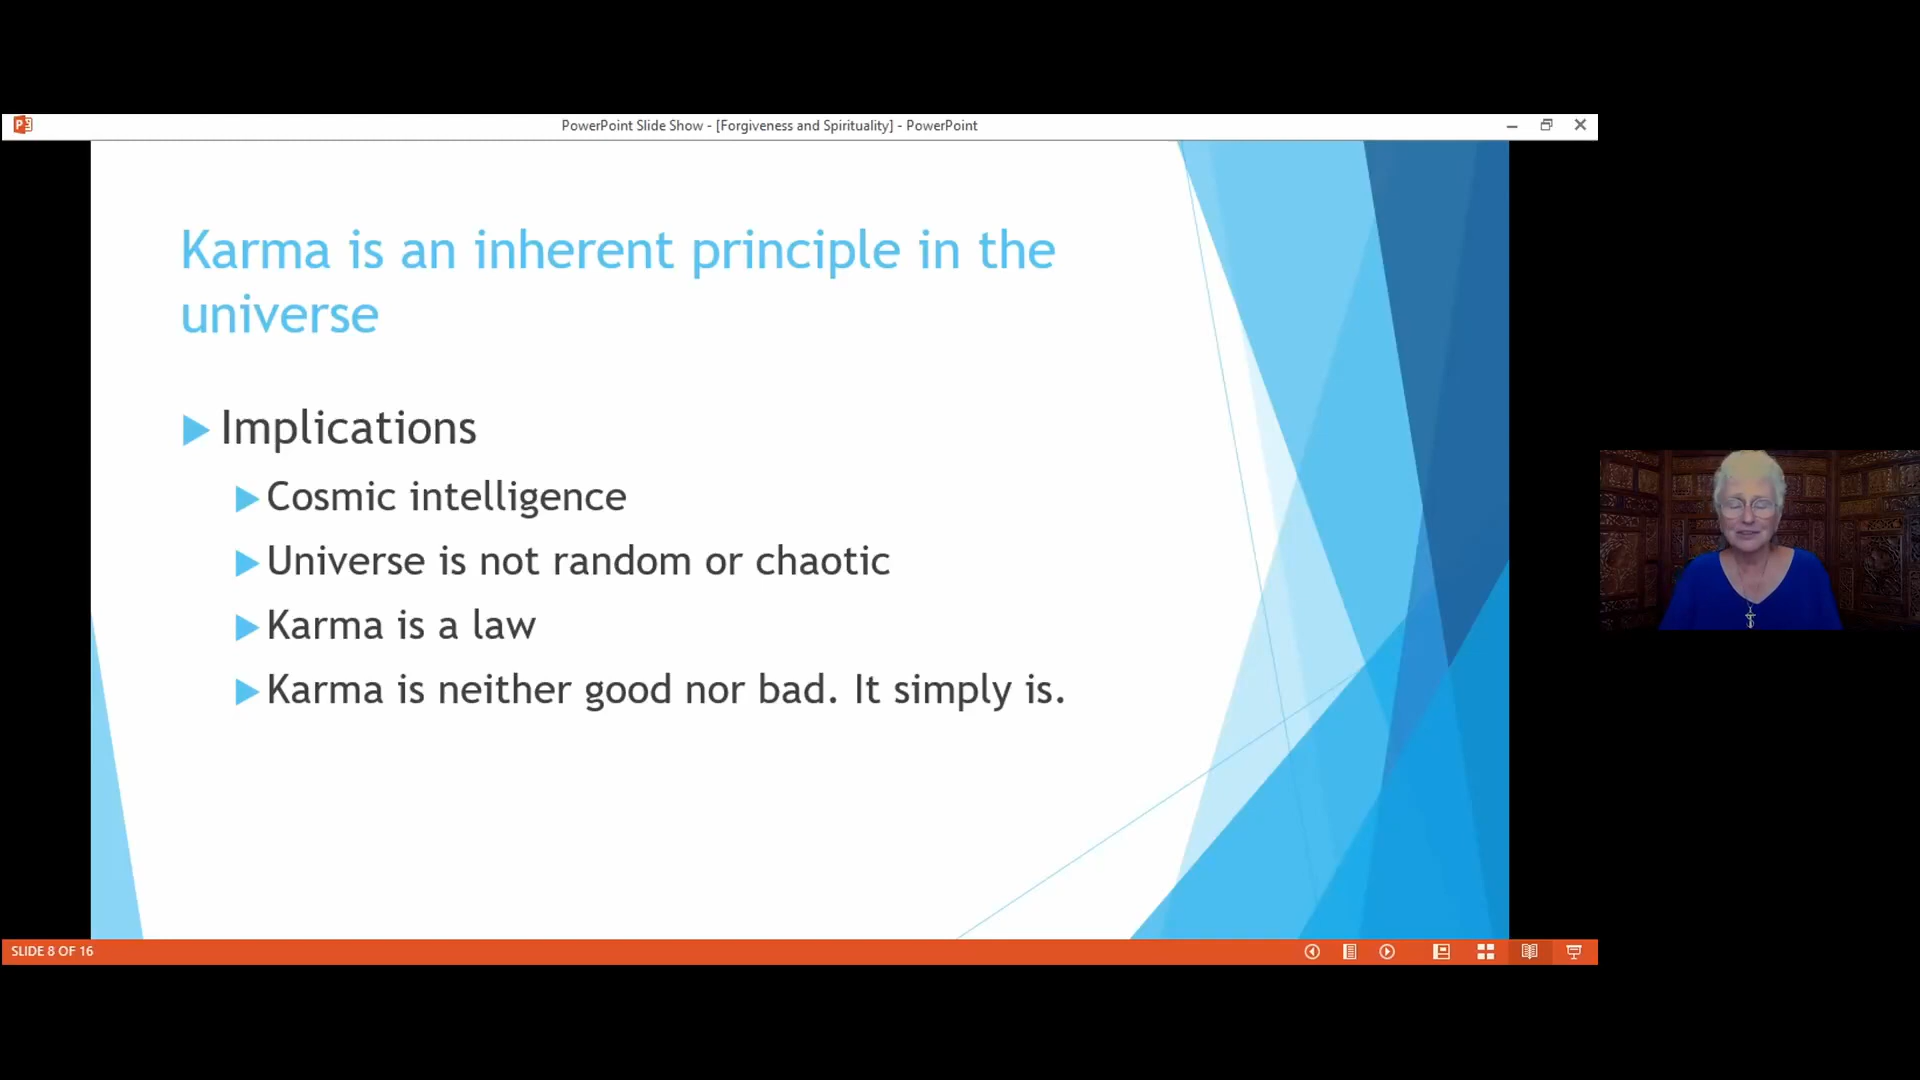 PowerPoint Slide Show - [Forgiveness and Spirituality] - PowerPoint
Karma is an inherent principle in the
universe
Implications
Cosmic intelligence
Universe is not random or chaotic
Karma is a law
Karma is neither good nor bad. It simply is.
SLIDE 8 OF 16